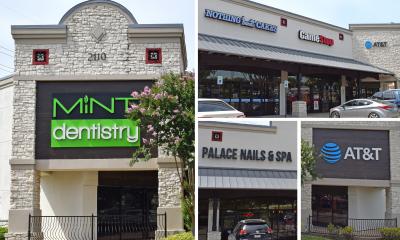 2110
MINT
dentistry
NOTHING bundt CAKES
GameStop
AT&T
PALACE NAILS & SPA
AT&T